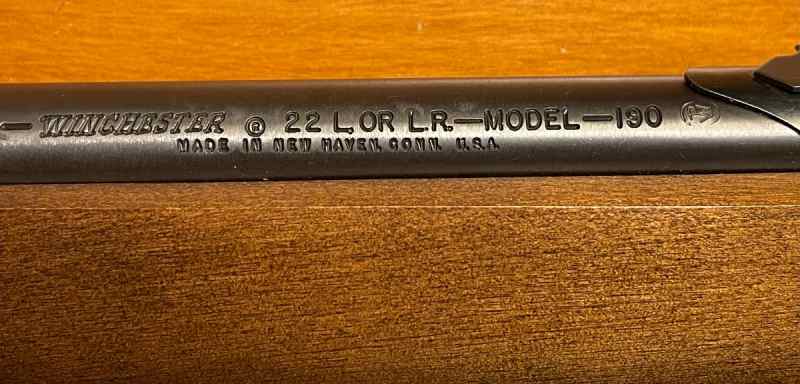 WINCHESTER ® 22 L. OR L.R.—MODEL—190
MADE IN NEW HAVEN, CONN. U.S.A.